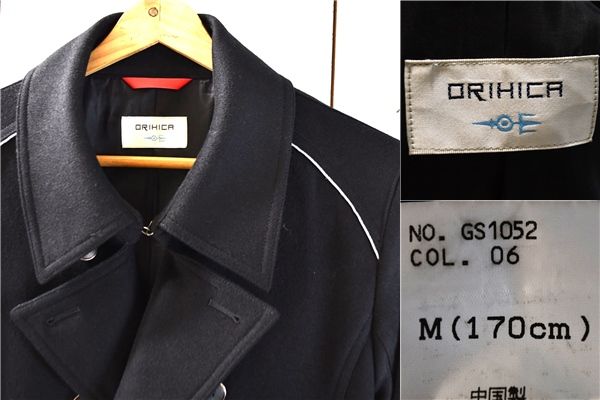 ORIHICA
ORIHICA
NO. GS1052
COL. 06
M(170cm)
中国製